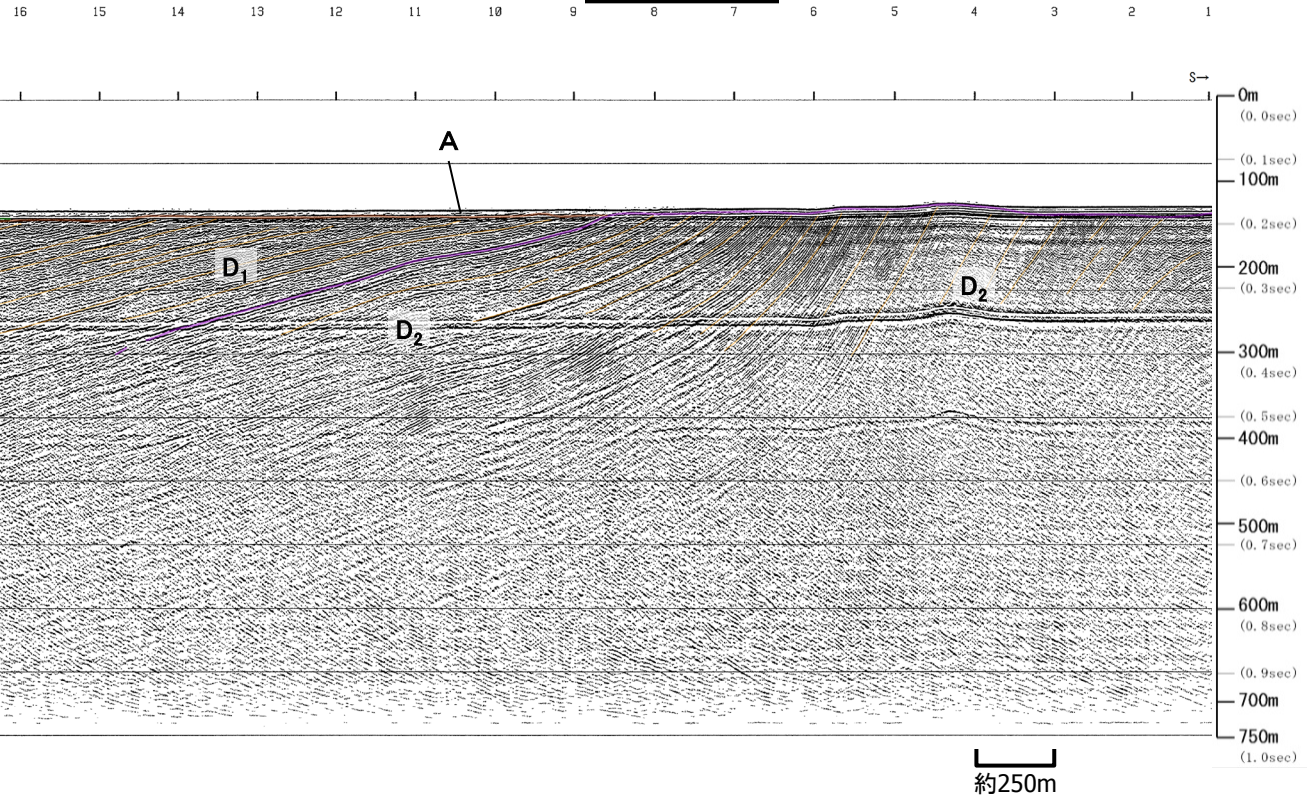 16 15 14 13 12 11 10 9 8 7 6 5 4 3 2 1
S→
0m
(0.0sec)
A
(0.1sec)
100m
(0.2sec)
D₁
200m
D₂
(0.3sec)
D₂
300m
(0.4sec)
(0.5sec)
400m
(0.6sec)
500m
(0.7sec)
600m
(0.8sec)
(0.9sec)
700m
750m
(1.0sec)
約250m